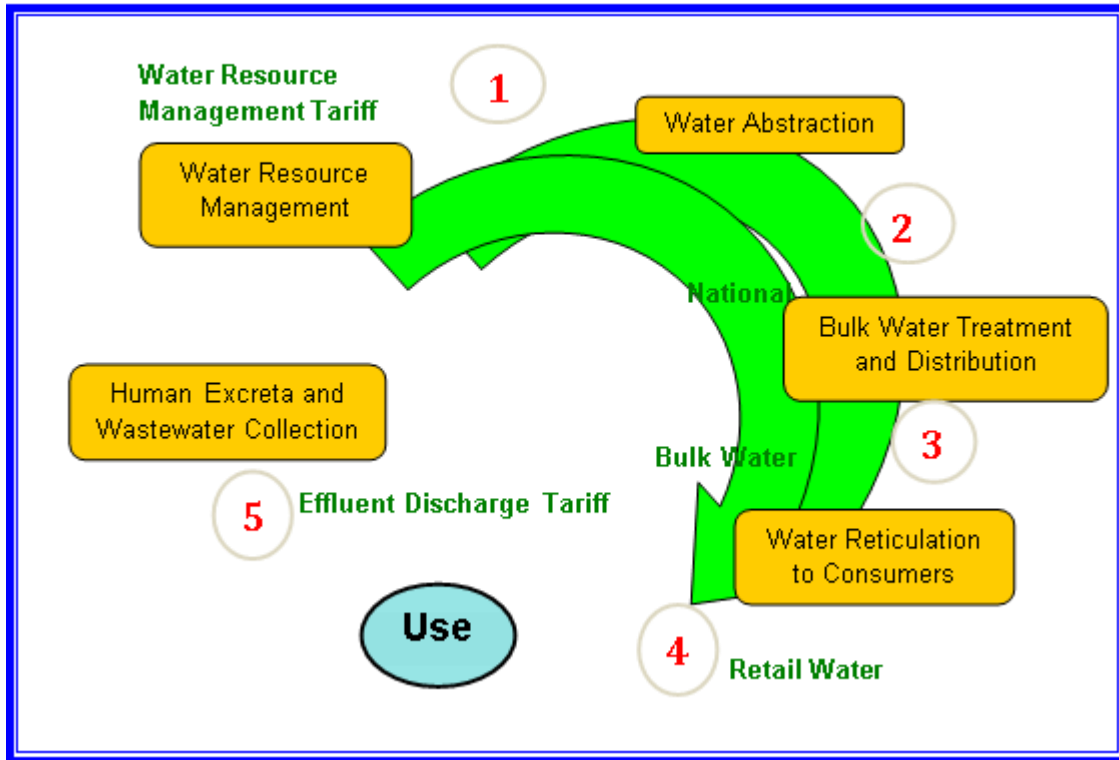 Water Resource
Management Tariff
1
Water Abstraction
Water Resource
Management
2
National
Bulk Water Treatment
and Distribution
Human Excreta and
Wastewater Collection
3
Bulk Water
5
Effluent Discharge Tariff
Water Reticulation
to Consumers
Use
4
Retail Water